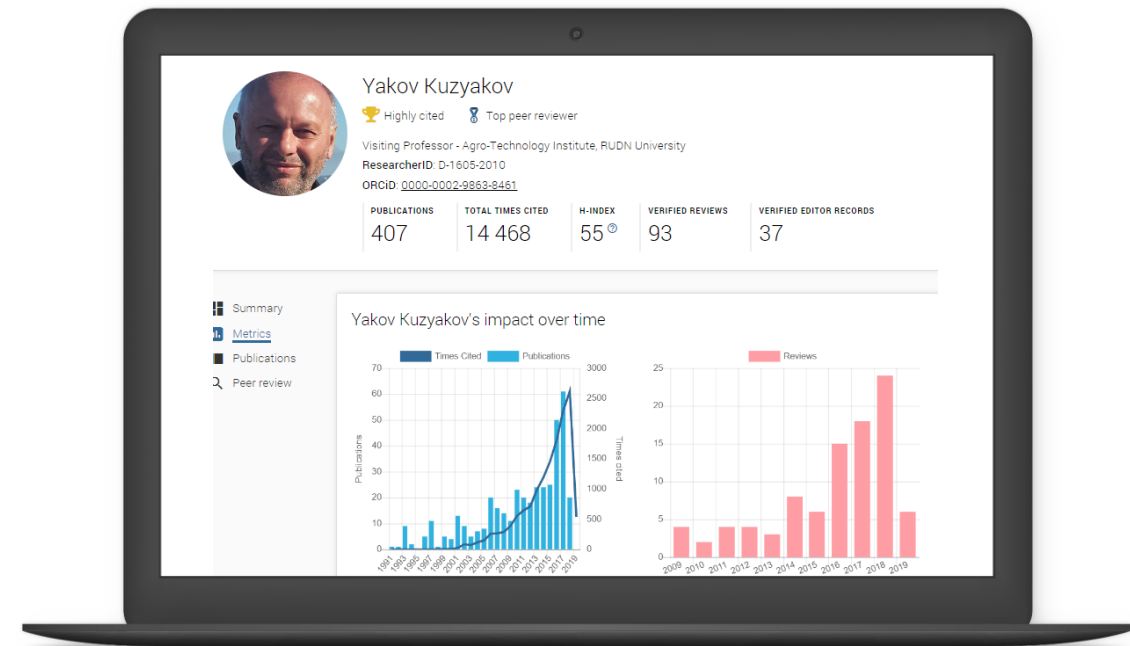 Yakov Kuzyakov
Highly cited Top peer reviewer
Visiting Professor - Agro-Technology Institute, RUDN University
ResearcherID: D-1605-2010
ORCiD: 0000-0002-9863-8461
PUBLICATIONS TOTAL TIMES CITED H-INDEX VERIFIED REVIEWS VERIFIED EDITOR RECORDS
407 14 468 55 93 37
Summary
Metrics
Publications
Peer review
Yakov Kuzyakov's impact over time
Times Cited Publications
70 3000
60 2500
50 2000
40 1500
30 1000
20 500
10 0
0
Publications
Times cited
1991 1993 1995 1997 1999 2001 2003 2005 2007 2009 2011 2013 2015 2017 2019
Reviews
25
20
15
10
5
0
2009 2010 2011 2012 2013 2014 2015 2016 2017 2018 2019